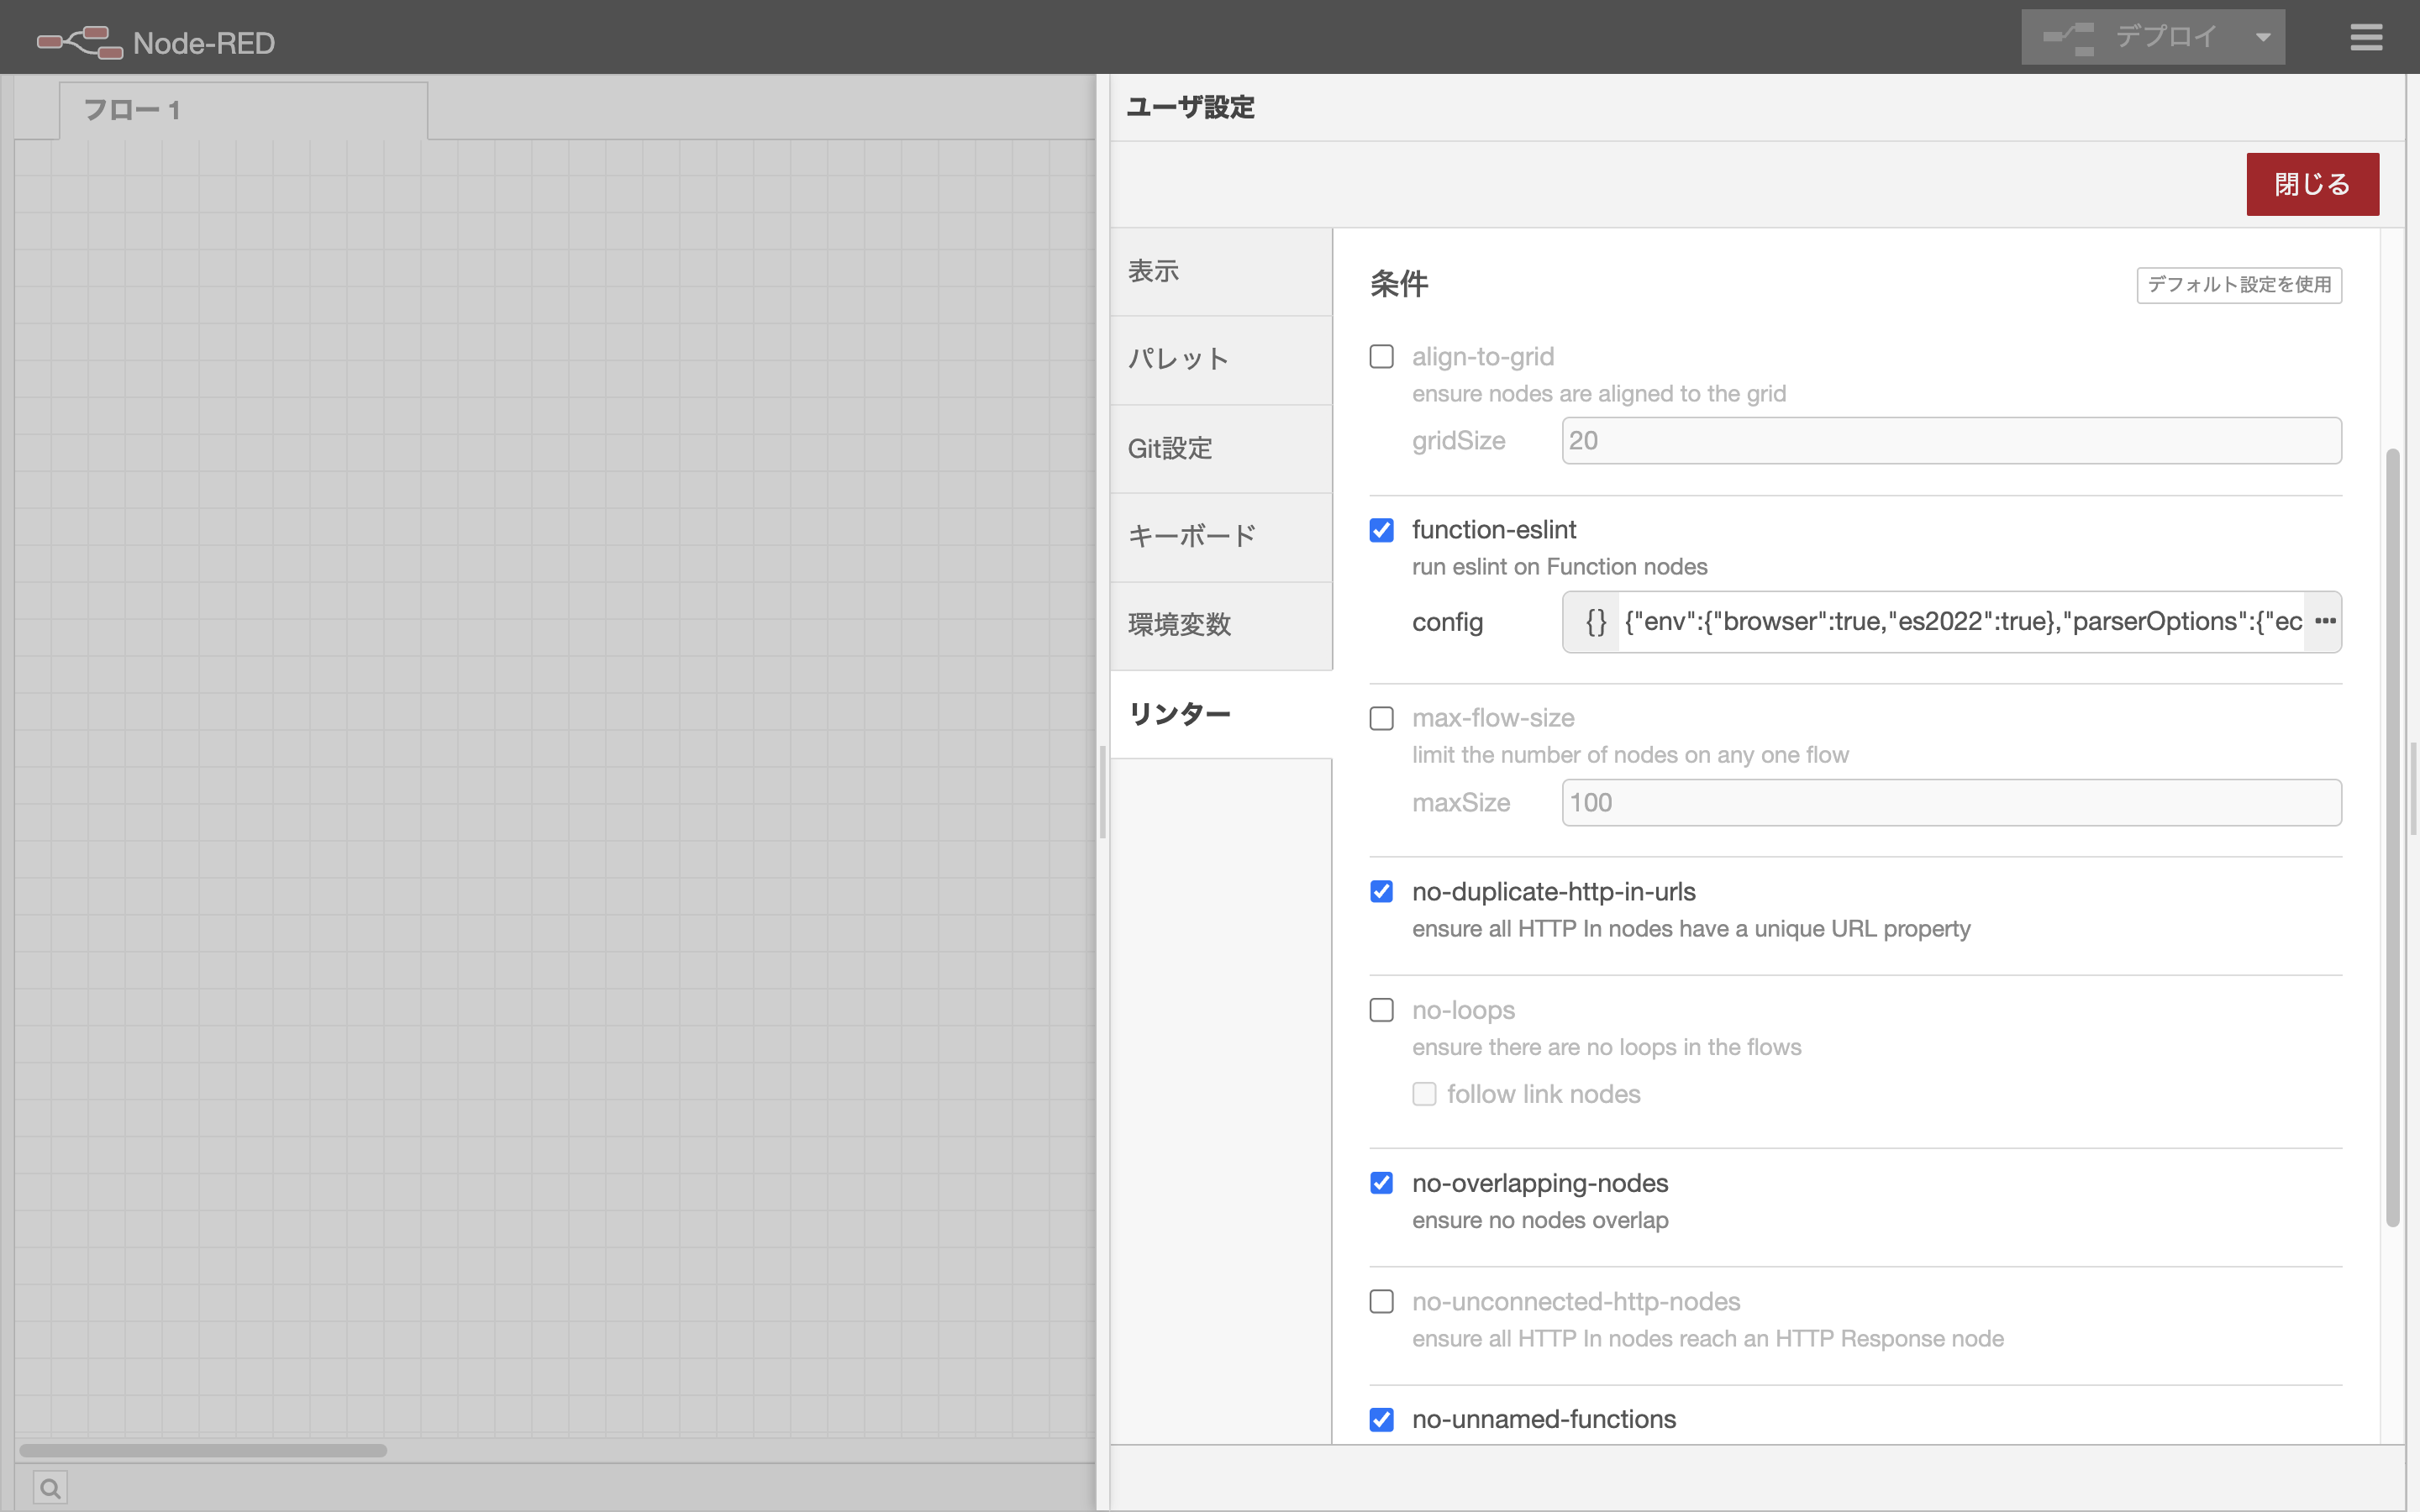 Node-RED
デプロイ
フロー 1
ユーザ設定
閉じる
表示
パレット
Git設定
キーボード
環境変数
リンター
条件
デフォルト設定を使用
align-to-grid
ensure nodes are aligned to the grid
gridSize 20
function-eslint
run eslint on Function nodes
config {} {"env":{"browser":true,"es2022":true},"parserOptions":{"ec
max-flow-size
limit the number of nodes on any one flow
maxSize 100
no-duplicate-http-in-urls
ensure all HTTP In nodes have a unique URL property
no-loops
ensure there are no loops in the flows
follow link nodes
no-overlapping-nodes
ensure no nodes overlap
no-unconnected-http-nodes
ensure all HTTP In nodes reach an HTTP Response node
no-unnamed-functions